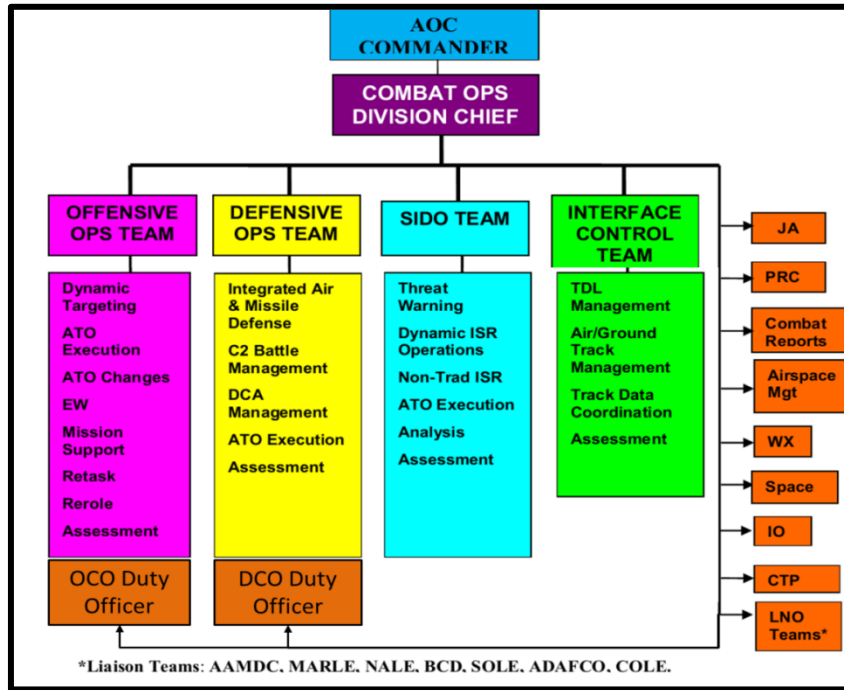 AOC
COMMANDER
COMBAT OPS
DIVISION CHIEF
OFFENSIVE
OPS TEAM
DEFENSIVE
OPS TEAM
SIDO TEAM
INTERFACE
CONTROL
TEAM
Dynamic
Targeting
ATO
Execution
ATO Changes
EW
Mission
Support
Retask
Rerole
Assessment
Integrated Air
& Missile
Defense
C2 Battle
Management
DCA
Management
ATO Execution
Assessment
Threat
Warning
Dynamic ISR
Operations
Non-Trad ISR
ATO Execution
Analysis
Assessment
TDL
Management
Air/Ground
Track
Management
Track Data
Coordination
Assessment
JA
PRC
Combat
Reports
Airspace
Mgt
WX
Space
IO
CTP
LNO
Teams*
OCO Duty
Officer
DCO Duty
Officer
*Liaison Teams: AAMDC, MARLE, NALE, BCD, SOLE, ADAFCO, COLE.